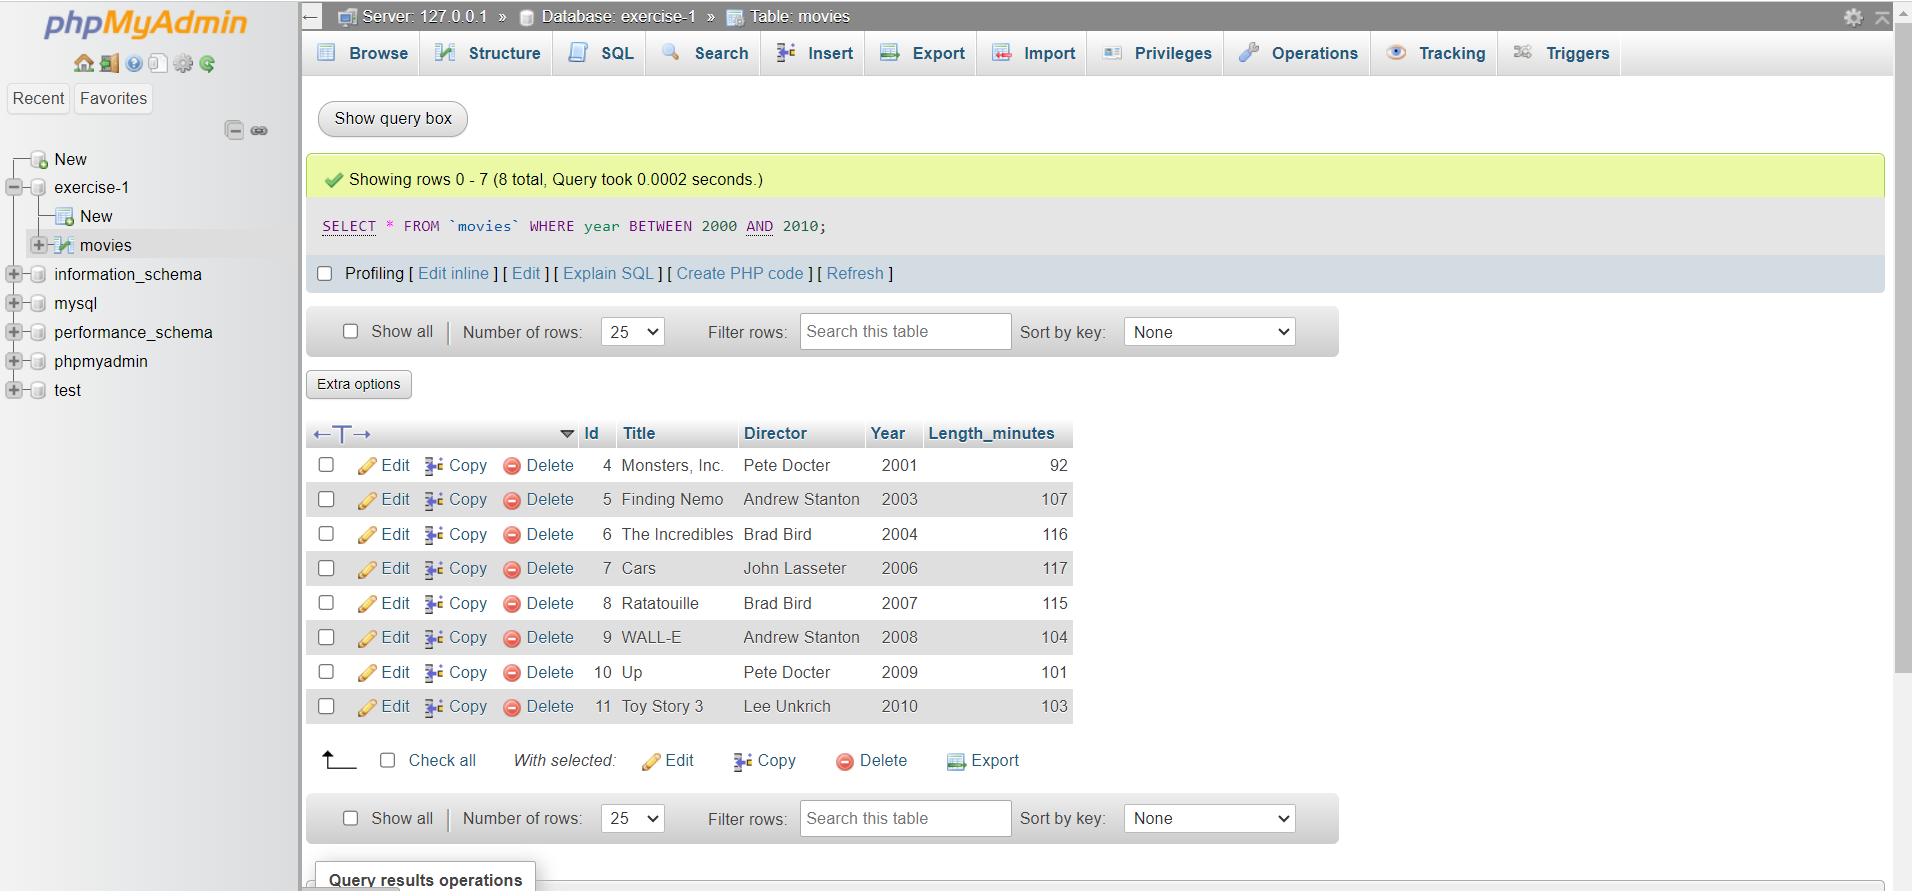 phpMyAdmin
Recent Favorites
New
exercise-1
New
movies
information_schema
mysql
performance_schema
phpmyadmin
test
Server: 127.0.0.1 » Database: exercise-1 » Table: movies
Browse Structure SQL Search Insert Export Import Privileges Operations Tracking Triggers
Show query box
Showing rows 0 - 7 (8 total, Query took 0.0002 seconds.)
SELECT * FROM `movies` WHERE year BETWEEN 2000 AND 2010;
Profiling [ Edit inline ] [ Edit ] [ Explain SQL ] [ Create PHP code ] [ Refresh ]
Show all Number of rows: 25 Filter rows: Search this table Sort by key: None
Extra options
←T→ Id Title Director Year Length_minutes
Edit Copy Delete 4 Monsters, Inc. Pete Docter 2001 92
Edit Copy Delete 5 Finding Nemo Andrew Stanton 2003 107
Edit Copy Delete 6 The Incredibles Brad Bird 2004 116
Edit Copy Delete 7 Cars John Lasseter 2006 117
Edit Copy Delete 8 Ratatouille Brad Bird 2007 115
Edit Copy Delete 9 WALL-E Andrew Stanton 2008 104
Edit Copy Delete 10 Up Pete Docter 2009 101
Edit Copy Delete 11 Toy Story 3 Lee Unkrich 2010 103
Check all With selected: Edit Copy Delete Export
Show all Number of rows: 25 Filter rows: Search this table Sort by key: None
Query results operations